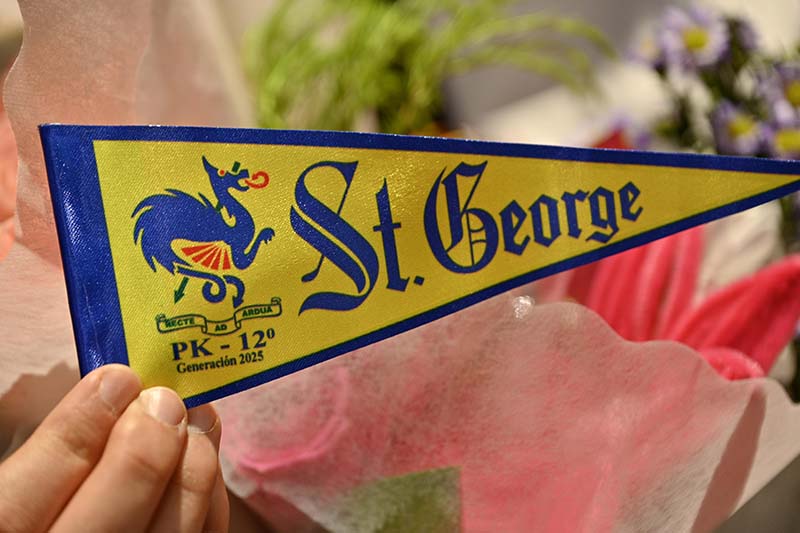 St. George
RECTE AD ARDUA
PK - 12º
Generación 2025